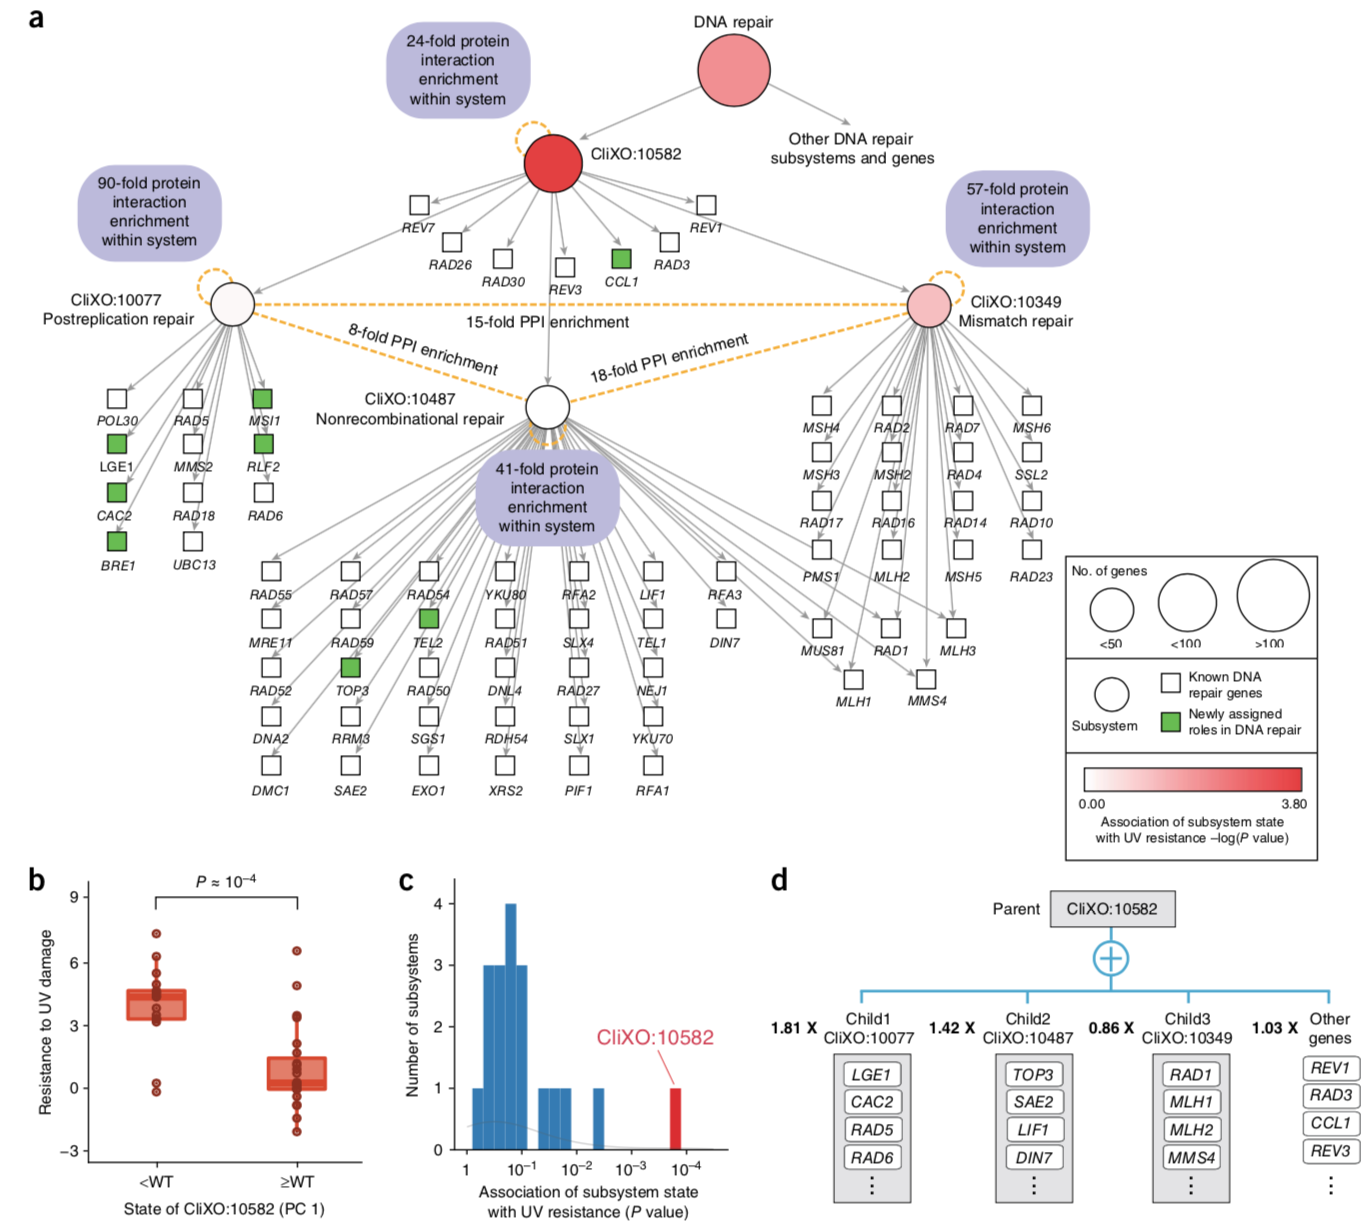 a
DNA repair
24-fold protein
interaction
enrichment
within system
CliXO:10582
Other DNA repair
subsystems and genes
90-fold protein
interaction
enrichment
within system
57-fold protein
interaction
enrichment
within system
REV7
REV1
RAD26
RAD30
REV3
CCL1
RAD3
CliXO:10077
Postreplication repair
CliXO:10349
Mismatch repair
15-fold PPI enrichment
8-fold PPI enrichment
18-fold PPI enrichment
CliXO:10487
Nonrecombinational repair
POL30
RAD5
MSI1
LGE1
MMS2
RLF2
CAC2
RAD18
RAD6
BRE1
UBC13
41-fold protein
interaction
enrichment
within system
MSH4
RAD2
RAD7
MSH6
MSH3
MSH2
RAD4
SSL2
RAD17
RAD16
RAD14
RAD10
PMS1
MLH2
MSH5
RAD23
RAD55
RAD57
RAD54
YKU80
RFA2
LIF1
RFA3
MRE11
RAD59
TEL2
RAD51
SLX4
TEL1
DIN7
MUS81
RAD1
MLH3
RAD52
TOP3
RAD50
DNL4
RAD27
NEJ1
MLH1
MMS4
DNA2
RRM3
SGS1
RDH54
SLX1
YKU70
DMC1
SAE2
EXO1
XRS2
PIF1
RFA1
No. of genes
<50
<100
>100
Subsystem
Known DNA
repair genes
Newly assigned
roles in DNA repair
0.00
3.80
Association of subsystem state
with UV resistance –log(P value)
b
P ≈ 10–4
Resistance to UV damage
9
6
3
0
–3
<WT
≥WT
State of CliXO:10582 (PC 1)
c
Number of subsystems
4
3
2
1
0
CliXO:10582
1
10–1
10–2
10–3
10–4
Association of subsystem state
with UV resistance (P value)
d
Parent
CliXO:10582
1.81 X
Child1
CliXO:10077
1.42 X
Child2
CliXO:10487
0.86 X
Child3
CliXO:10349
1.03 X
Other
genes
LGE1
CAC2
RAD5
RAD6
⋮
TOP3
SAE2
LIF1
DIN7
⋮
RAD1
MLH1
MLH2
MMS4
⋮
REV1
RAD3
CCL1
REV3
⋮